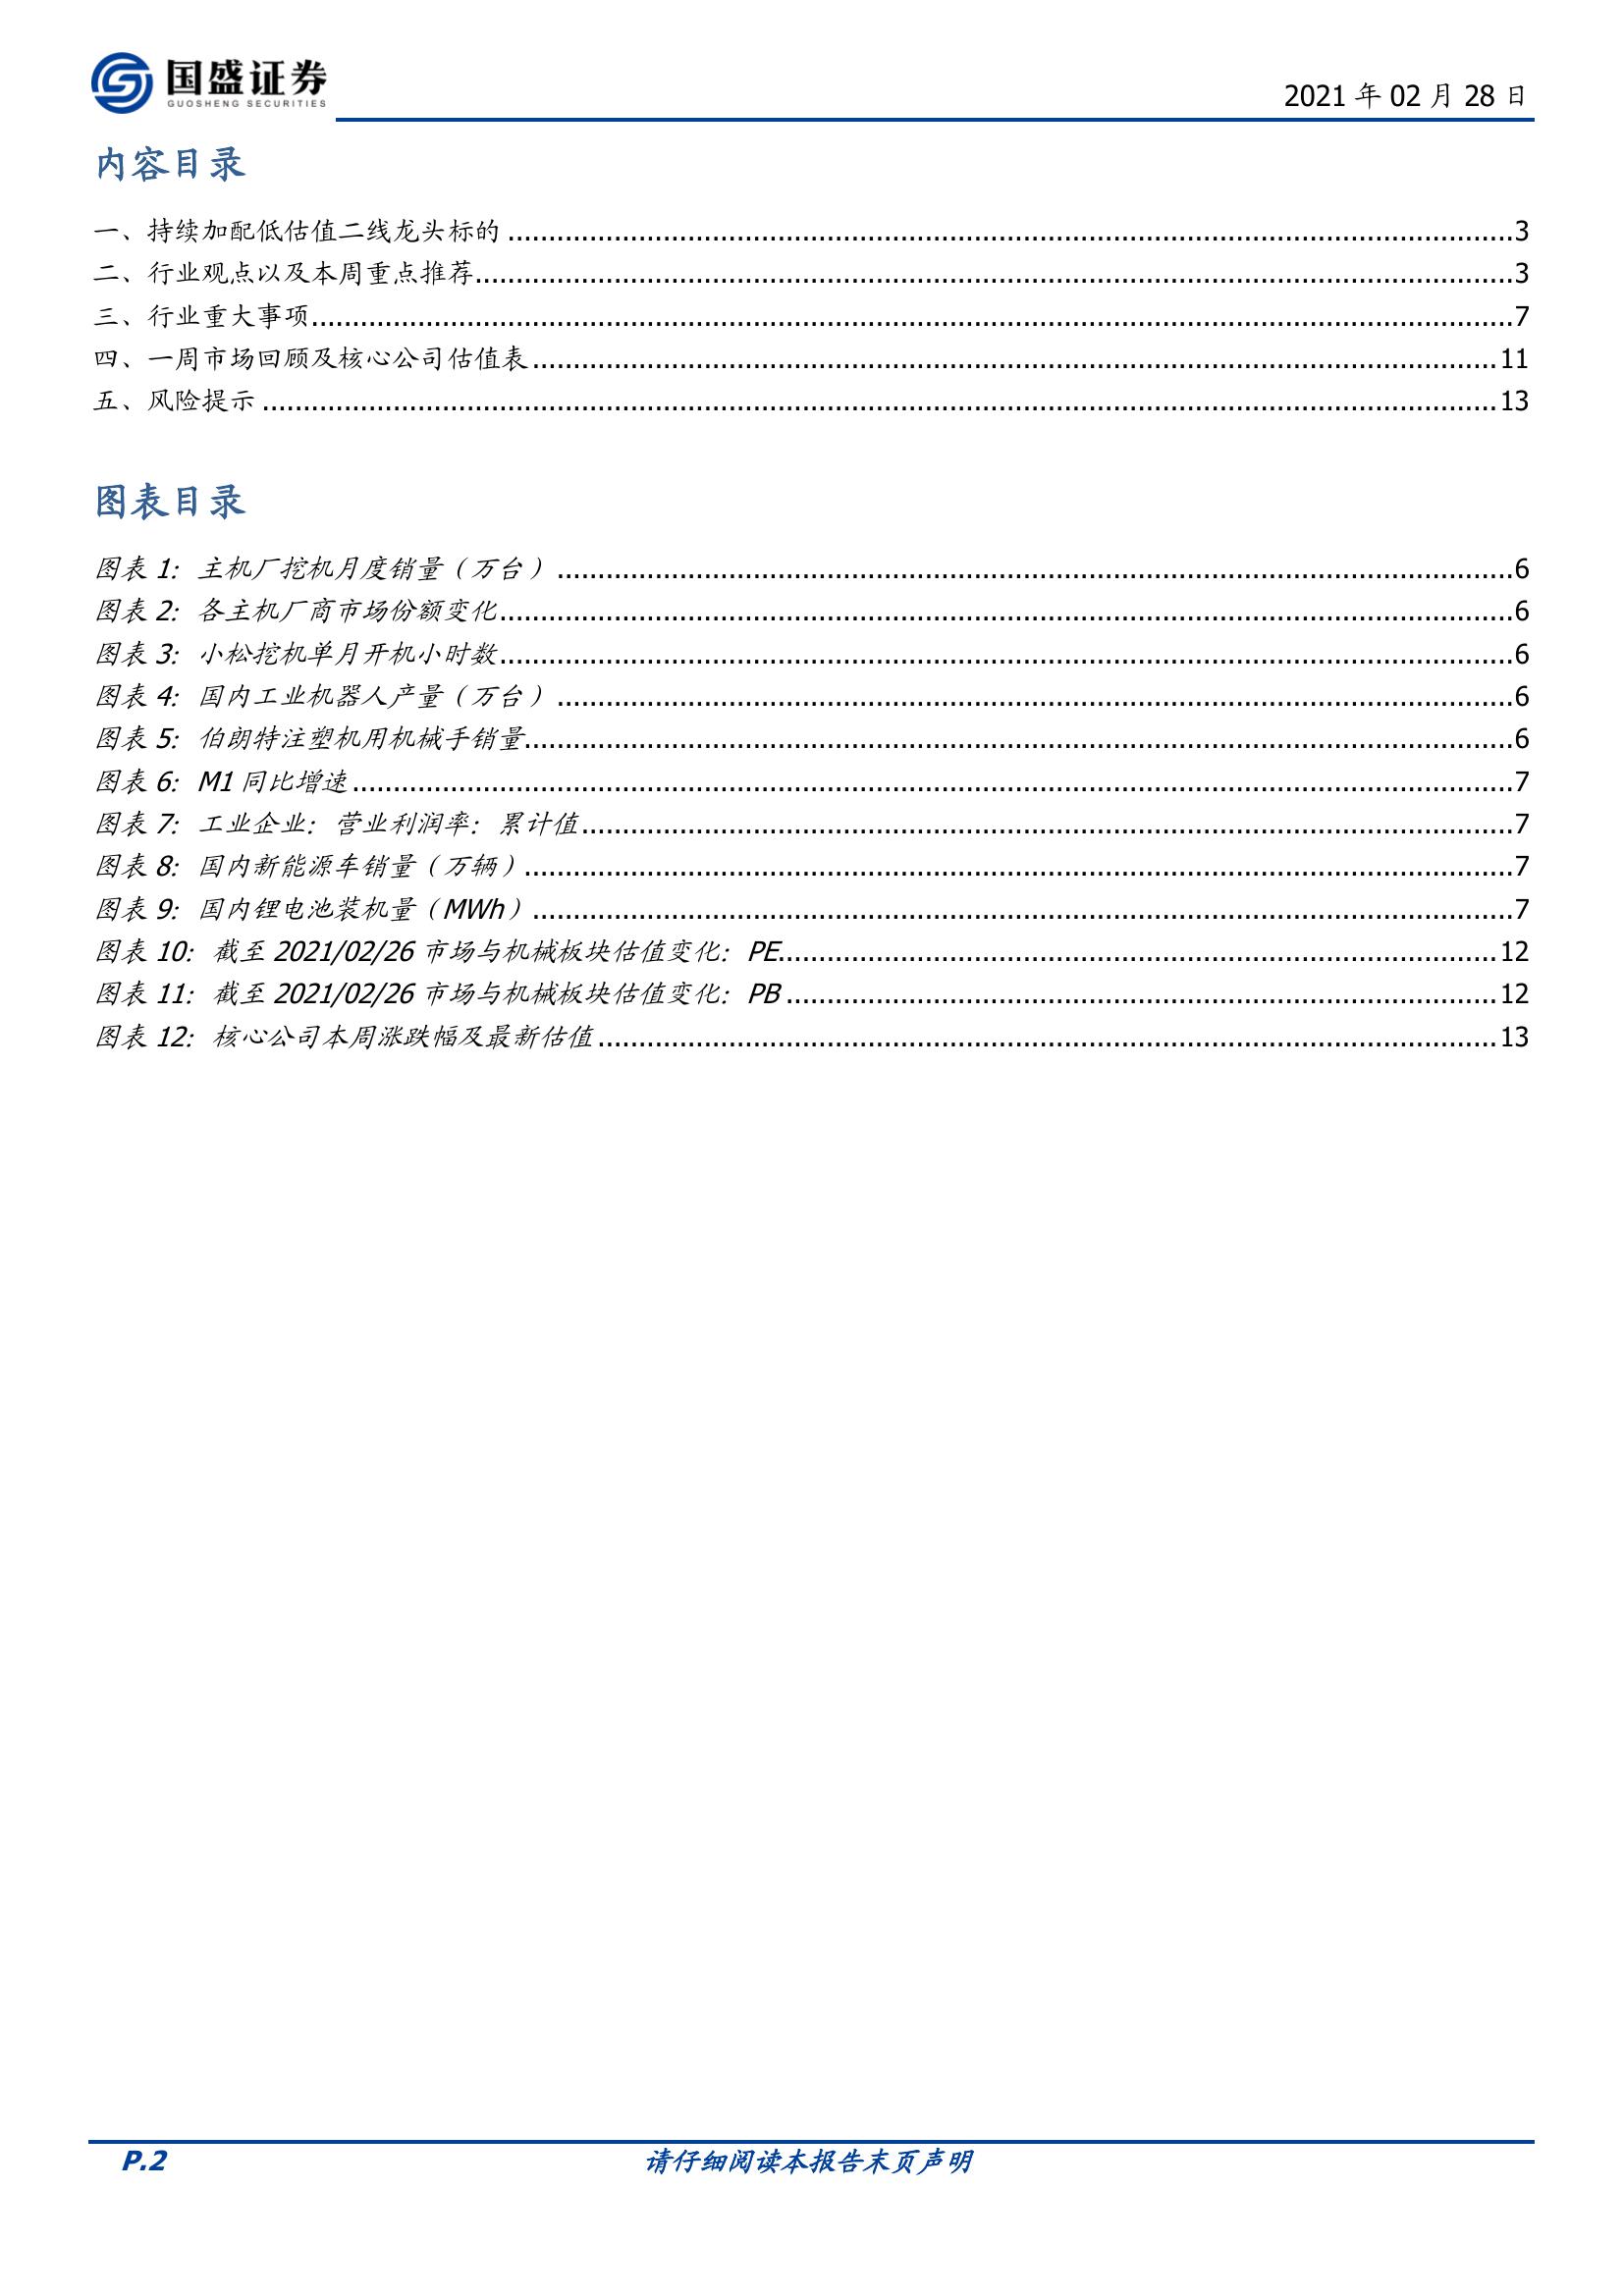 国盛证券
GUOSHENG SECURITIES
2021 年 02 月 28 日
内容目录
一、持续加配低估值二线龙头标的 ........ 3
二、行业观点以及本周重点推荐 ........ 3
三、行业重大事项 ........ 7
四、一周市场回顾及核心公司估值表 ........ 11
五、风险提示 ........ 13
图表目录
图表 1：主机厂挖机月度销量（万台） ........ 6
图表 2：各主机厂商市场份额变化 ........ 6
图表 3：小松挖机单月开机小时数 ........ 6
图表 4：国内工业机器人产量（万台） ........ 6
图表 5：伯朗特注塑机用机械手销量 ........ 6
图表 6：M1 同比增速 ........ 7
图表 7：工业企业：营业利润率：累计值 ........ 7
图表 8：国内新能源车销量（万辆） ........ 7
图表 9：国内锂电池装机量（MWh） ........ 7
图表 10：截至 2021/02/26 市场与机械板块估值变化：PE ........ 12
图表 11：截至 2021/02/26 市场与机械板块估值变化：PB ........ 12
图表 12：核心公司本周涨跌幅及最新估值 ........ 13
P.2
请仔细阅读本报告末页声明